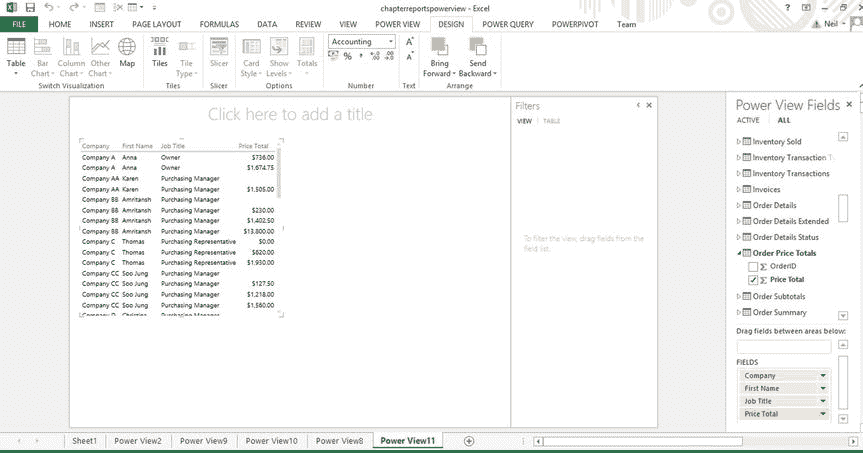 chapterreportspowerview - Excel
FILE HOME INSERT PAGE LAYOUT FORMULAS DATA REVIEW VIEW POWER VIEW DESIGN POWER QUERY POWERPIVOT Team Neil
Table Bar Chart Column Chart Other Chart Map
Switch Visualization
Tiles Tile Type
Tiles
Slicer
Slicer
Card Style Show Levels Totals
Options
Accounting
% ,
Number
A A
Text
Bring Forward Send Backward
Arrange
Click here to add a title
Company First Name Job Title Price Total
Company A Anna Owner $736.00
Company A Anna Owner $1,674.75
Company AA Karen Purchasing Manager
Company AA Karen Purchasing Manager $1,505.00
Company BB Amritansh Purchasing Manager
Company BB Amritansh Purchasing Manager $230.00
Company BB Amritansh Purchasing Manager $1,402.50
Company BB Amritansh Purchasing Manager $13,800.00
Company C Thomas Purchasing Representative $0.00
Company C Thomas Purchasing Representative $620.00
Company C Thomas Purchasing Representative $1,930.00
Company CC Soo Jung Purchasing Manager
Company CC Soo Jung Purchasing Manager $127.50
Company CC Soo Jung Purchasing Manager $1,218.00
Company CC Soo Jung Purchasing Manager $1,560.00
Company D Christina Purchasing Manager
Filters
VIEW TABLE
To filter the view, drag fields from the
field list.
Power View Fields
ACTIVE ALL
Inventory Sold
Inventory Transaction T
Inventory Transactions
Invoices
Order Details
Order Details Extended
Order Details Status
Order Price Totals
OrderID
Price Total
Order Subtotals
Order Summary
Drag fields between areas below:
FIELDS
Company
First Name
Job Title
Price Total
Sheet1 Power View2 Power View9 Power View10 Power View8 Power View11